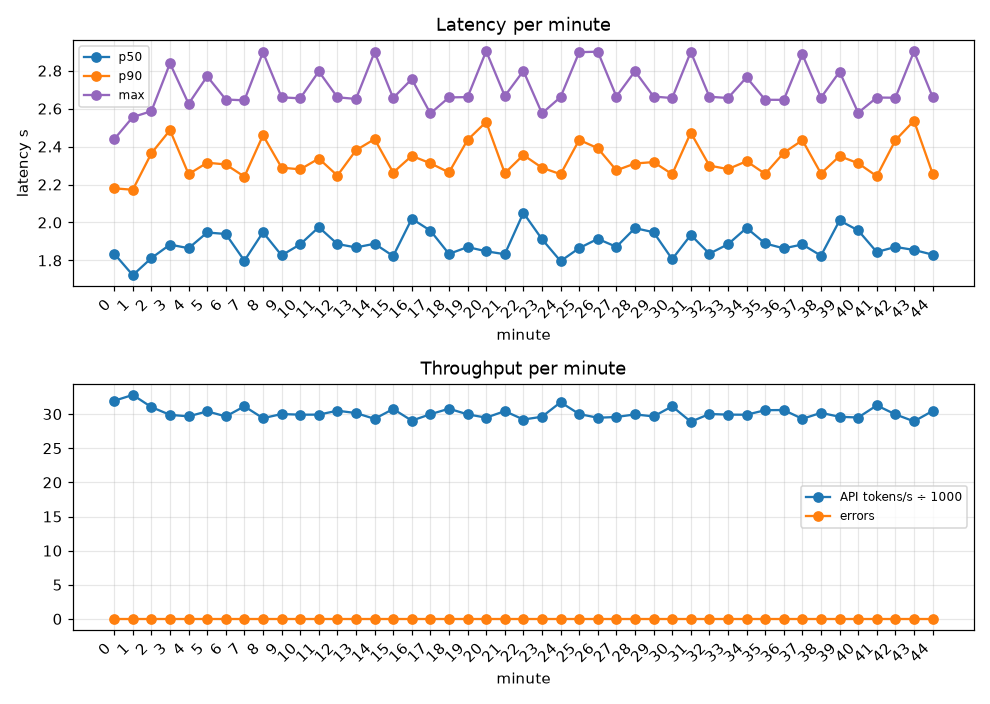 Latency per minute
latency s
2.8
2.6
2.4
2.2
2.0
1.8
p50
p90
max
0 1 2 3 4 5 6 7 8 9 10 11 12 13 14 15 16 17 18 19 20 21 22 23 24 25 26 27 28 29 30 31 32 33 34 35 36 37 38 39 40 41 42 43 44
minute
Throughput per minute
30
25
20
15
10
5
0
API tokens/s ÷ 1000
errors
0 1 2 3 4 5 6 7 8 9 10 11 12 13 14 15 16 17 18 19 20 21 22 23 24 25 26 27 28 29 30 31 32 33 34 35 36 37 38 39 40 41 42 43 44
minute